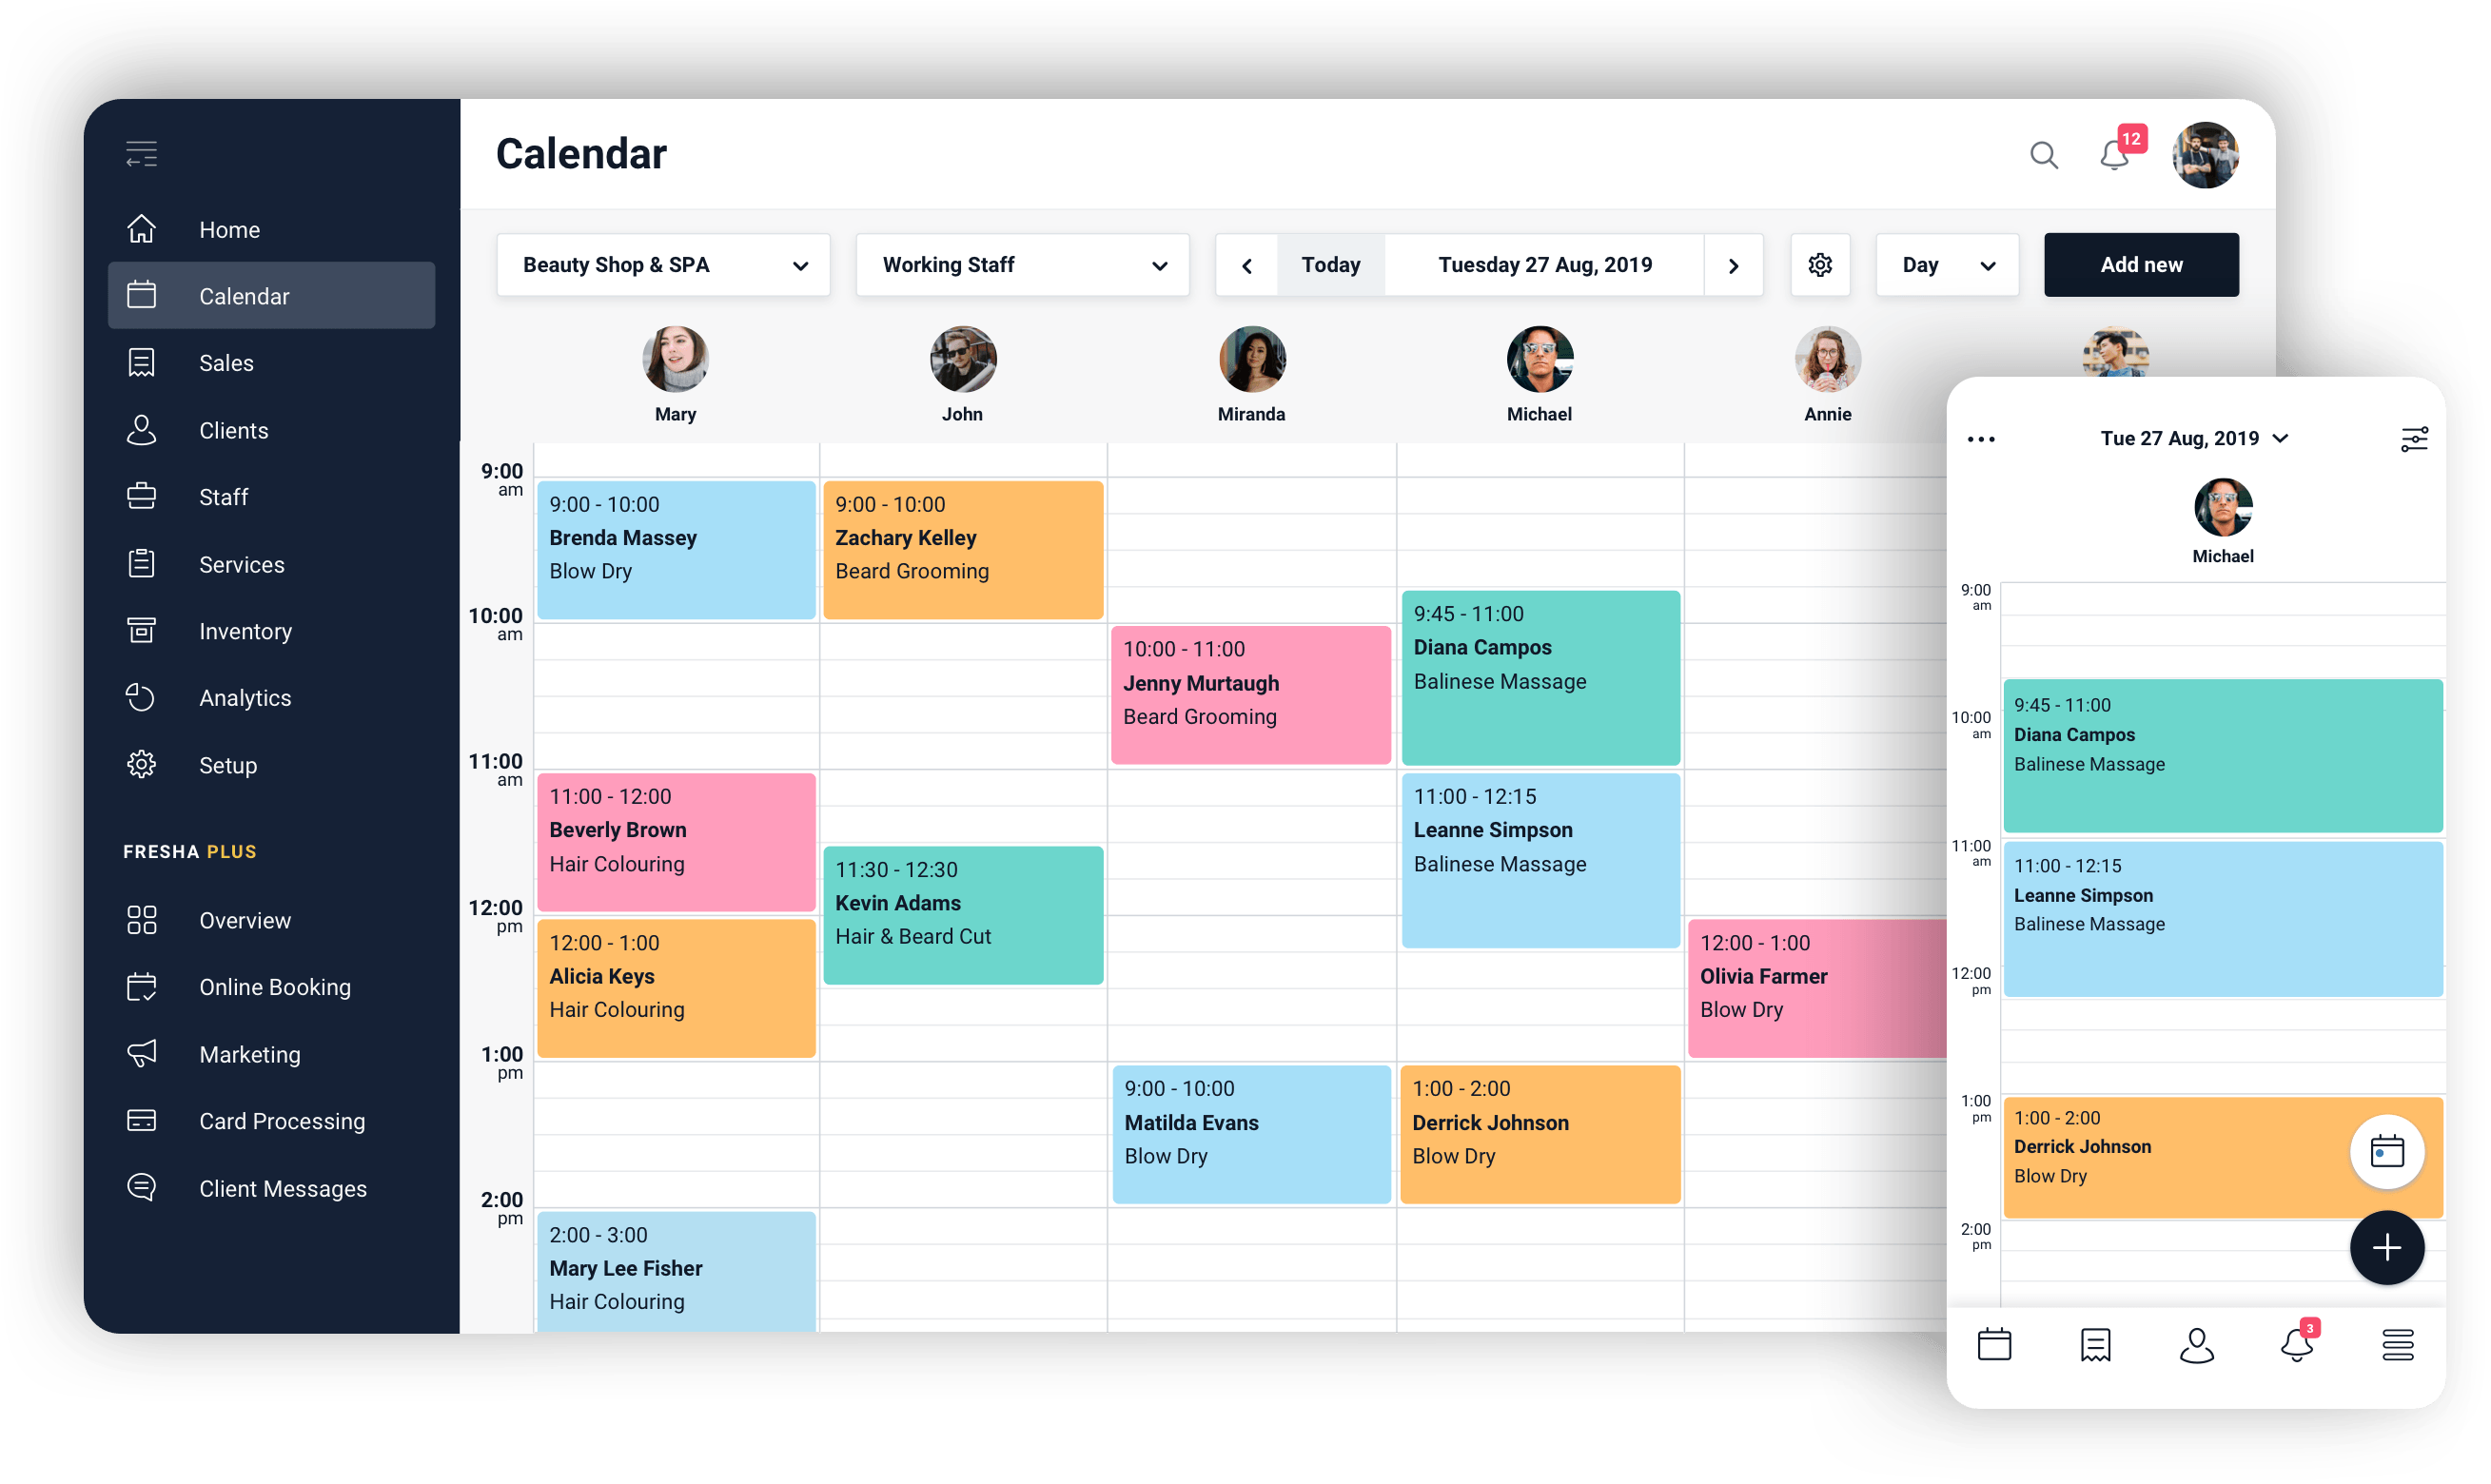 Calendar
12
Home
Calendar
Sales
Clients
Staff
Services
Inventory
Analytics
Setup
FRESHA PLUS
Overview
Online Booking
Marketing
Card Processing
Client Messages
Beauty Shop & SPA
Working Staff
Today
Tuesday 27 Aug, 2019
Day
Add new
Mary
John
Miranda
Michael
Annie
9:00
am
10:00
am
11:00
am
12:00
pm
1:00
pm
2:00
pm
9:00 - 10:00
Brenda Massey
Blow Dry
11:00 - 12:00
Beverly Brown
Hair Colouring
12:00 - 1:00
Alicia Keys
Hair Colouring
2:00 - 3:00
Mary Lee Fisher
Hair Colouring
9:00 - 10:00
Zachary Kelley
Beard Grooming
11:30 - 12:30
Kevin Adams
Hair & Beard Cut
10:00 - 11:00
Jenny Murtaugh
Beard Grooming
9:00 - 10:00
Matilda Evans
Blow Dry
9:45 - 11:00
Diana Campos
Balinese Massage
11:00 - 12:15
Leanne Simpson
Balinese Massage
1:00 - 2:00
Derrick Johnson
Blow Dry
12:00 - 1:00
Olivia Farmer
Blow Dry
Tue 27 Aug, 2019
Michael
9:00
am
10:00
am
11:00
am
12:00
pm
1:00
pm
2:00
pm
9:45 - 11:00
Diana Campos
Balinese Massage
11:00 - 12:15
Leanne Simpson
Balinese Massage
1:00 - 2:00
Derrick Johnson
Blow Dry
3